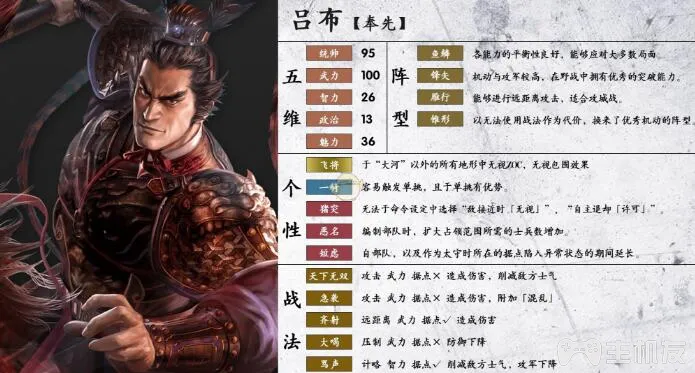 吕布【奉先】
五维
统帅 95
武力 100
智力 26
政治 13
魅力 36
阵型
鱼鳞 各能力的平衡性良好，能够应对大多数局面。
锋矢 机动与攻军较高，在野战中拥有优秀的突破能力。
雁行 能够进行远距离攻击，适合攻城战。
锥形 以无法使用战法作为代价，换来了优秀机动的阵型。
个性
飞将 于“大河”以外的所有地形中无视ZOC，无视包围效果
一骑 容易触发单挑，且于单挑有优势。
猪突 无法于命令设定中选择“敌接近时「无视」”，“自主退却「许可」”。
恶名 编制部队时，扩大占领范围所需的士兵数增加。
短虑 自部队，以及作为太守时所在的据点陷入异常状态的期间延长。
战法
天下无双 攻击 武力 据点× 造成伤害，削减敌方士气
急袭 攻击 武力 据点× 造成伤害，附加「混乱」
齐射 远距离 武力 据点✓ 造成伤害
大喝 压制 武力 据点× 防御下降
骂声 计略 智力 据点✓ 削减敌方士气，攻军下降